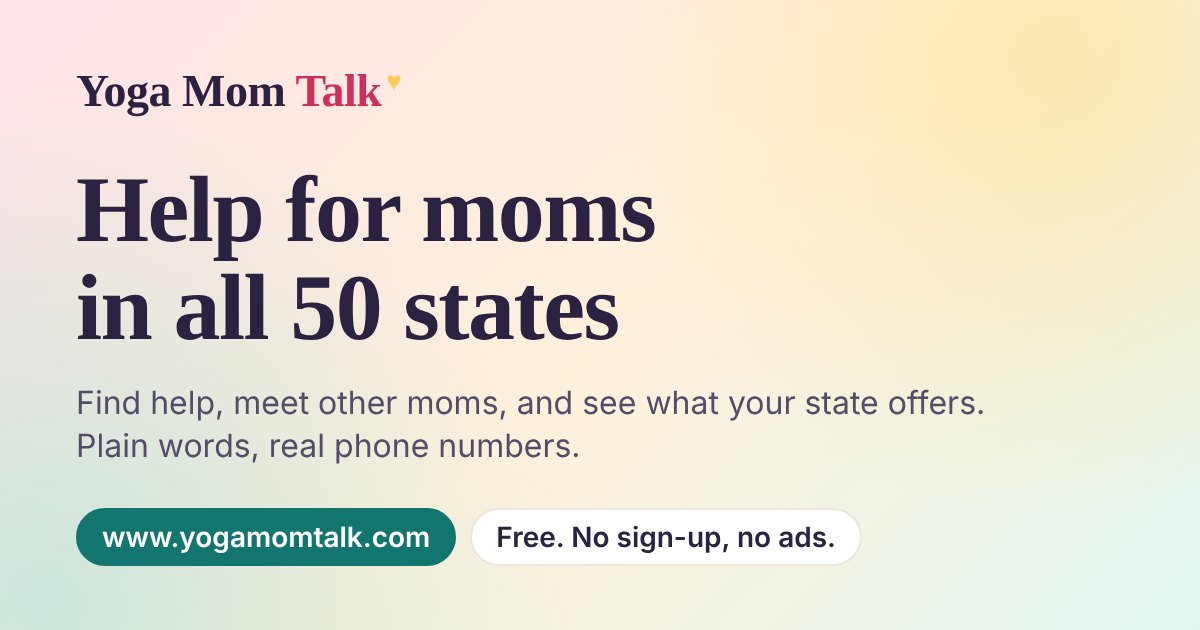 Yoga Mom Talk♥
Help for moms
in all 50 states
Find help, meet other moms, and see what your state offers.
Plain words, real phone numbers.
www.yogamomtalk.com
Free. No sign-up, no ads.